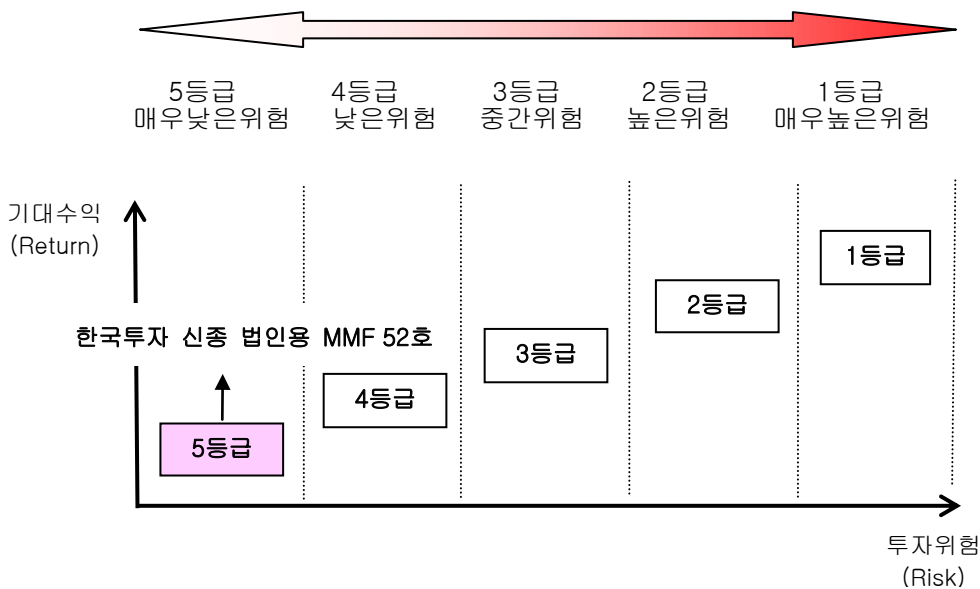 5등급 4등급 3등급 2등급 1등급
매우낮은위험 낮은위험 중간위험 높은위험 매우높은위험
기대수익
(Return)
1등급
2등급
한국투자 신종 법인용 MMF 52호
3등급
4등급
5등급
투자위험
(Risk)